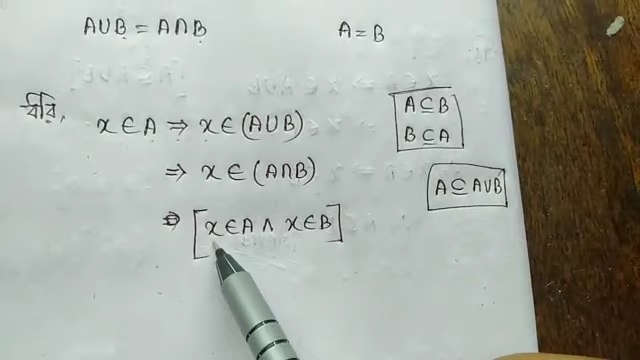 A∪B = A∩B
A = B
ধরি, x∈A ⇒ x∈(A∪B)
⇒ x∈(A∩B)
⇒ [x∈A ∧ x∈B]
A⊆B
B⊆A
A⊆A∪B